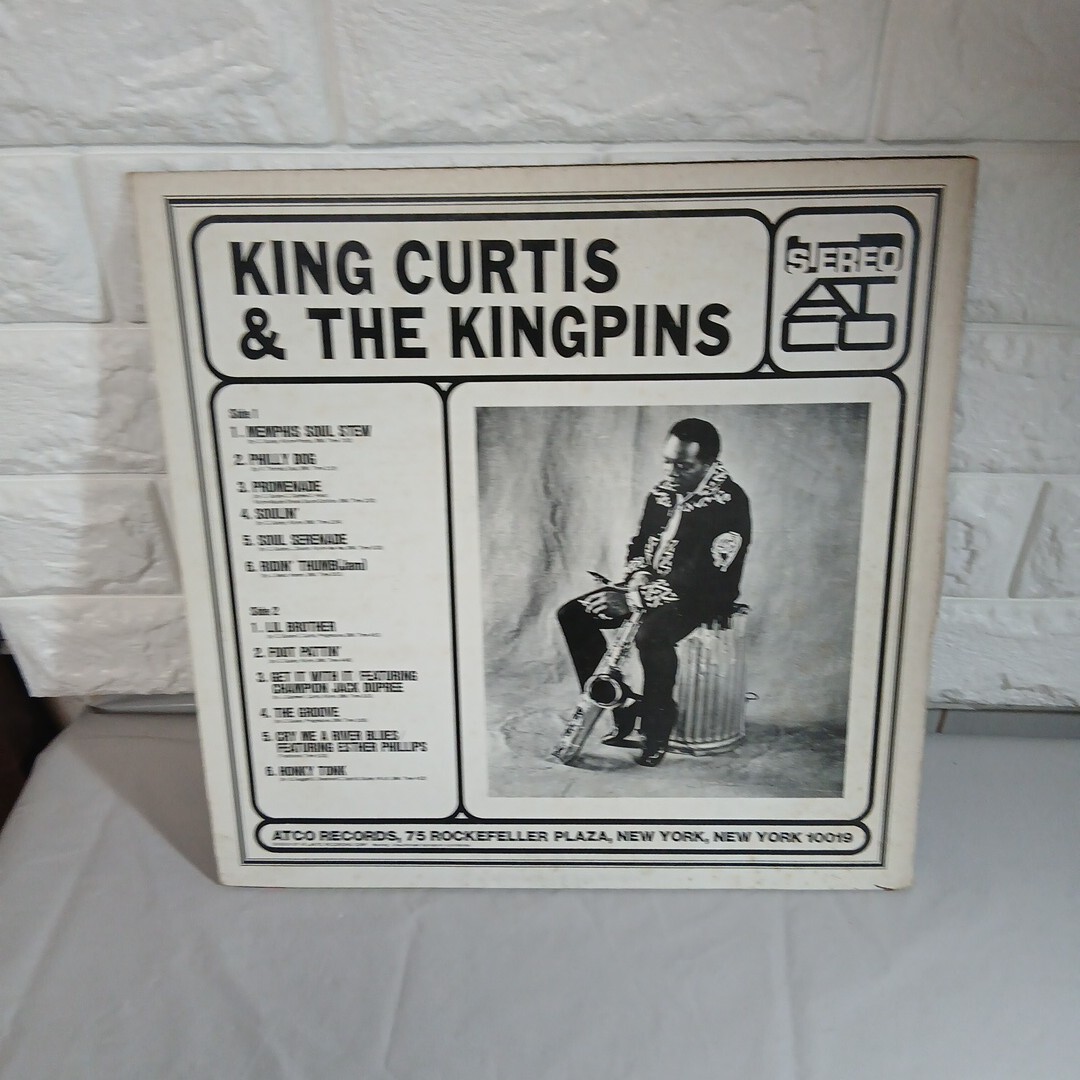 KING CURTIS
& THE KINGPINS
STEREO
ATCO
Side 1
1. MEMPHIS SOUL STEW
2. PHILLY DOG
3. PROMENADE
4. SOULIN'
5. SOUL SERENADE
6. RIDIN' THUMB(Jam)
Side 2
1. LIL BROTHER
2. FOOT PATTIN'
3. GET IT WITH IT FEATURING
CHAMPION JACK DUPREE
4. THE GROOVE
5. CRY ME A RIVER BLUES
FEATURING ESTHER PHILLIPS
6. HONKY TONK
ATCO RECORDS, 75 ROCKEFELLER PLAZA, NEW YORK, NEW YORK 10019